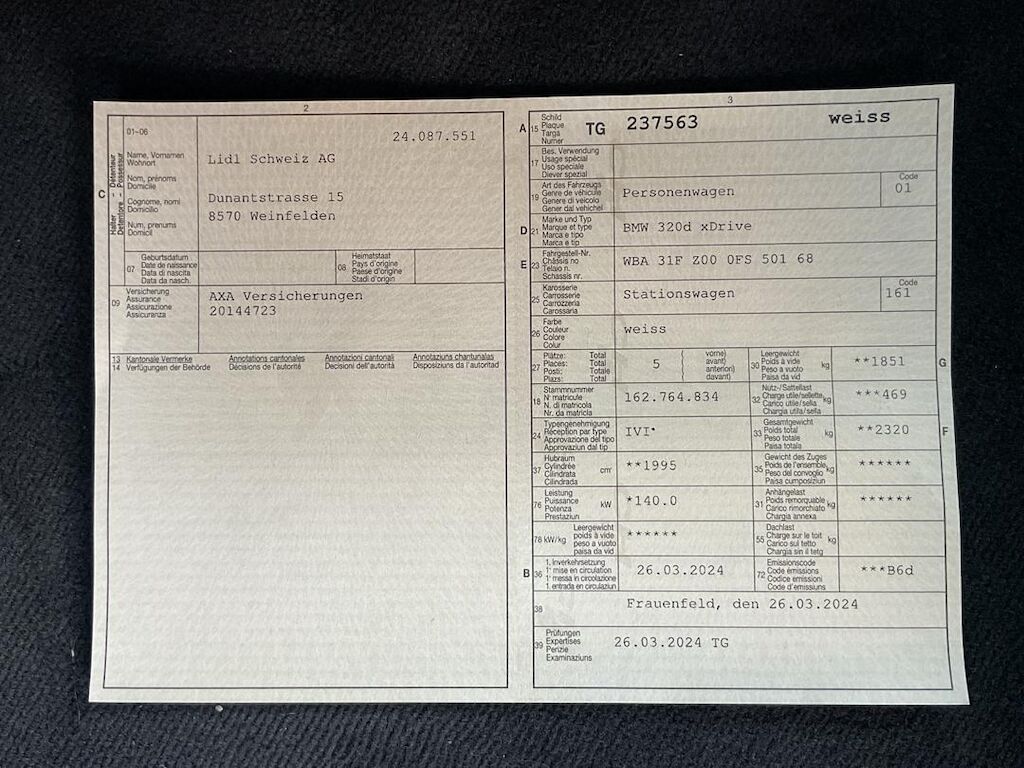 2
01-06
24.087.551
C
Halter Détenteur
Detentore Possessur
Name, Vornamen
Wohnort
Nom, prénoms
Domicile
Cognome, nomi
Domicilio
Num, prenums
Domicil
Lidl Schweiz AG
Dunantstrasse 15
8570 Weinfelden
07
Geburtsdatum
Date de naissance
Data di nascita
Data da nasch.
08
Heimatstaat
Pays d'origine
Paese d'origine
Stadi d'origin
09
Versicherung
Assurance
Assicurazione
Assicuranza
AXA Versicherungen
20144723
13 Kantonale Vermerke Annotations cantonales Annotazioni cantonali Annotaziuns chantunalas
14 Verfügungen der Behörde Décisions de l'autorité Decisioni dell'autorità Disposiziuns da l'autoritad
3
A 15
Schild
Plaque
Targa
Numer
TG 237563 weiss
17
Bes. Verwendung
Usage spécial
Uso speciale
Diever spezial
19
Art des Fahrzeugs
Genre de véhicule
Genere di veicolo
Gener dal vehichel
Personenwagen
Code
01
D 21
Marke und Typ
Marque et type
Marca e tipo
Marca e tip
BMW 320d xDrive
E 23
Fahrgestell-Nr.
Châssis no
Telaio n.
Schassis nr.
WBA 31F Z00 0FS 501 68
25
Karosserie
Carrosserie
Carrozzeria
Carossaria
Stationswagen
Code
161
26
Farbe
Couleur
Colore
Colur
weiss
27
Plätze: Total
Places: Total
Posti: Totale
Plazs: Total
5
( vorne)
( avant)
( anteriori)
( davant)
30
Leergewicht
Poids à vide
Peso a vuoto
Paisa da vid
kg
**1851
G
18
Stammnummer
N° matricule
N. di matricola
Nr. da matricla
162.764.834
32
Nutz-/Sattellast
Charge utile/sellette
Carico utile/sella
Chargia utila/sella
kg
***469
24
Typengenehmigung
Réception par type
Approvazione del tipo
Approvaziun dal tip
IVI*
33
Gesamtgewicht
Poids total
Peso totale
Paisa totala
kg
**2320
F
37
Hubraum
Cylindrée
Cilindrata
Cilindrada
cm³
**1995
35
Gewicht des Zuges
Poids de l'ensemble
Peso del convoglio
Paisa cumposiziun
kg
******
76
Leistung
Puissance
Potenza
Prestaziun
kW
*140.0
31
Anhängelast
Poids remorquable
Carico rimorchiato
Chargia annexa
kg
******
78 kW/kg
Leergewicht
poids à vide
peso a vuoto
paisa da vid
******
55
Dachlast
Charge sur le toit
Carico sul tetto
Chargia sin il tetg
kg
B 36
1. Inverkehrsetzung
1re mise en circulation
1a messa in circolazione
1. entrada en circulaziun
26.03.2024
72
Emissionscode
Code émissions
Codice emissioni
Code d'emissiuns
***B6d
38
Frauenfeld, den 26.03.2024
39
Prüfungen
Expertises
Perizie
Examinaziuns
26.03.2024 TG